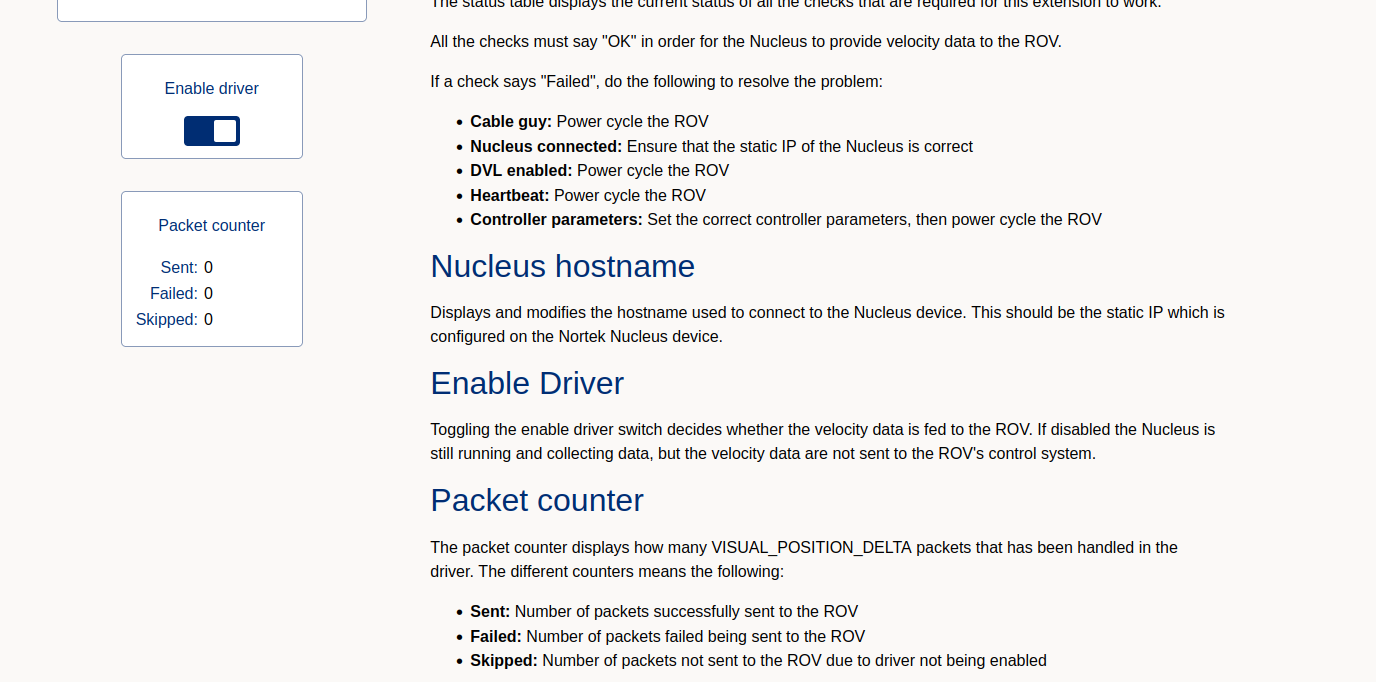 The status table displays the current status of all the checks that are required for this extension to work.
All the checks must say "OK" in order for the Nucleus to provide velocity data to the ROV.
If a check says "Failed", do the following to resolve the problem:
• Cable guy: Power cycle the ROV
• Nucleus connected: Ensure that the static IP of the Nucleus is correct
• DVL enabled: Power cycle the ROV
• Heartbeat: Power cycle the ROV
• Controller parameters: Set the correct controller parameters, then power cycle the ROV
Nucleus hostname
Displays and modifies the hostname used to connect to the Nucleus device. This should be the static IP which is
configured on the Nortek Nucleus device.
Enable Driver
Toggling the enable driver switch decides whether the velocity data is fed to the ROV. If disabled the Nucleus is
still running and collecting data, but the velocity data are not sent to the ROV's control system.
Packet counter
The packet counter displays how many VISUAL_POSITION_DELTA packets that has been handled in the
driver. The different counters means the following:
• Sent: Number of packets successfully sent to the ROV
• Failed: Number of packets failed being sent to the ROV
• Skipped: Number of packets not sent to the ROV due to driver not being enabled
Enable driver
Packet counter
Sent: 0
Failed: 0
Skipped: 0